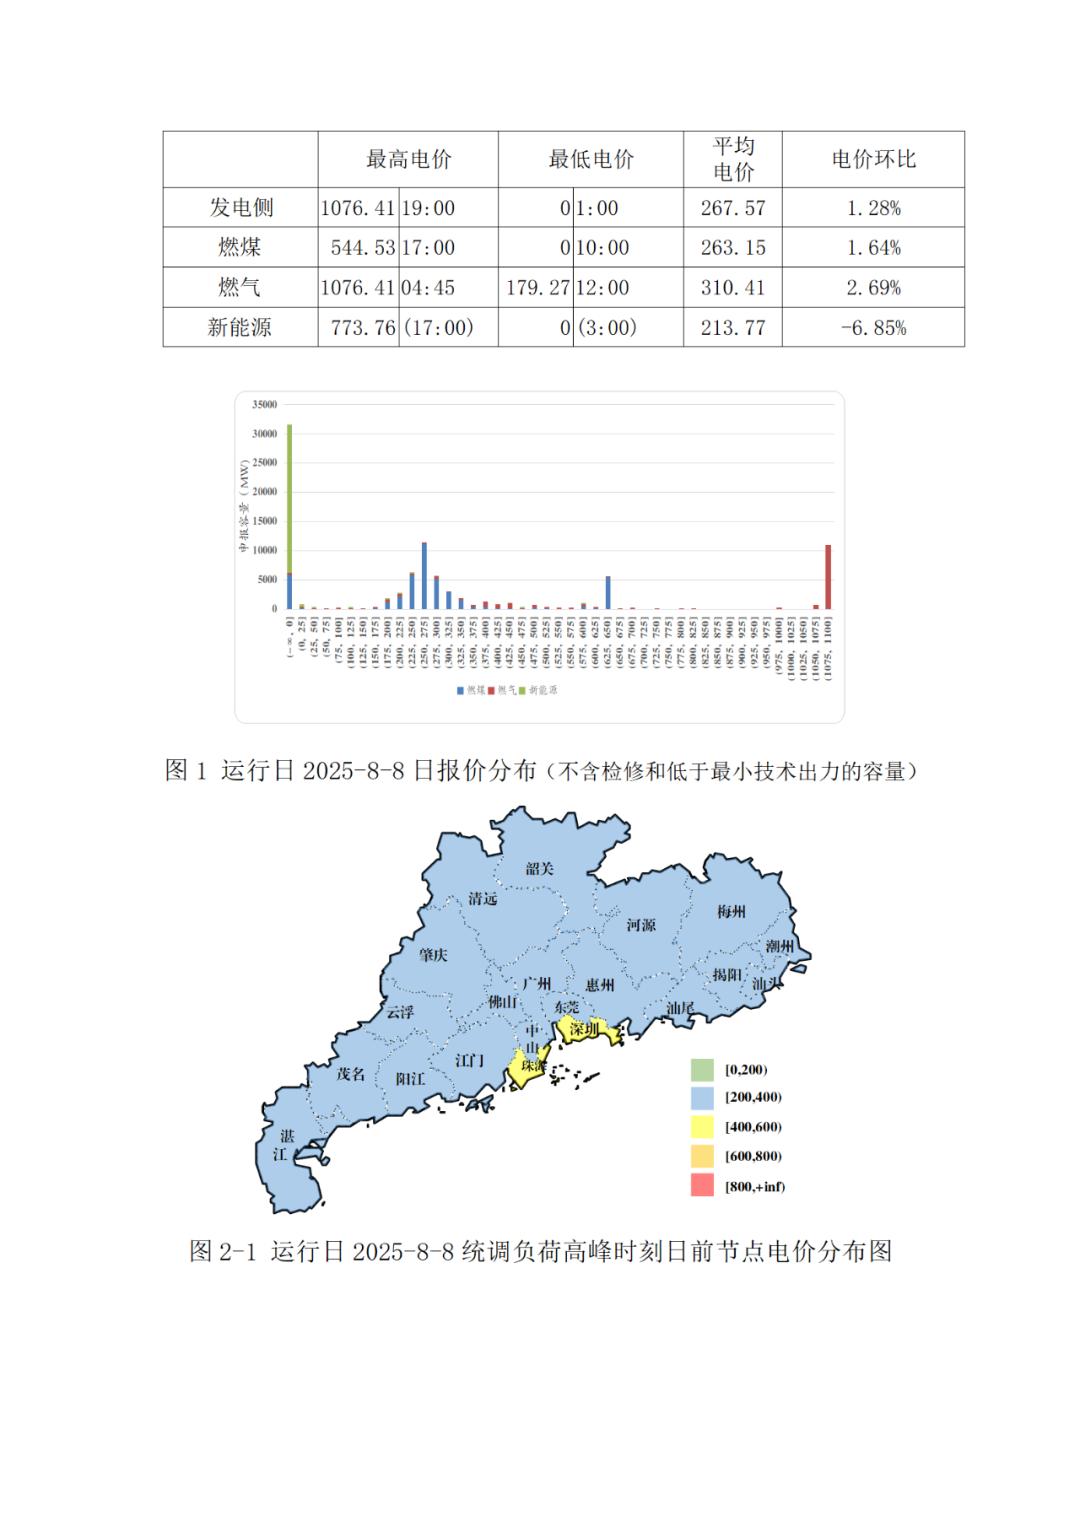 最高电价 最低电价 平均电价 电价环比
发电侧 1076.41 19:00 0 1:00 267.57 1.28%
燃煤 544.53 17:00 0 10:00 263.15 1.64%
燃气 1076.41 04:45 179.27 12:00 310.41 2.69%
新能源 773.76 (17:00) 0 (3:00) 213.77 -6.85%
申报容量（MW）
35000
30000
25000
20000
15000
10000
5000
0
(-∞, 0]
(0, 25]
(25, 50]
(50, 75]
(75, 100]
(100, 125]
(125, 150]
(150, 175]
(175, 200]
(200, 225]
(225, 250]
(250, 275]
(275, 300]
(300, 325]
(325, 350]
(350, 375]
(375, 400]
(400, 425]
(425, 450]
(450, 475]
(475, 500]
(500, 525]
(525, 550]
(550, 575]
(575, 600]
(600, 625]
(625, 650]
(650, 675]
(675, 700]
(700, 725]
(725, 750]
(750, 775]
(775, 800]
(800, 825]
(825, 850]
(850, 875]
(875, 900]
(900, 925]
(925, 950]
(950, 975]
(975, 1000]
(1000, 1025]
(1025, 1050]
(1050, 1075]
(1075, 1100]
燃煤 燃气 新能源
图 1 运行日 2025-8-8 日报价分布（不含检修和低于最小技术出力的容量）
韶关
清远
梅州
河源
潮州
肇庆
揭阳
汕头
广州
惠州
佛山
东莞
汕尾
云浮
深圳
中山
江门
珠海
茂名
阳江
湛江
[0,200)
[200,400)
[400,600)
[600,800)
[800,+inf)
图 2-1 运行日 2025-8-8 统调负荷高峰时刻日前节点电价分布图